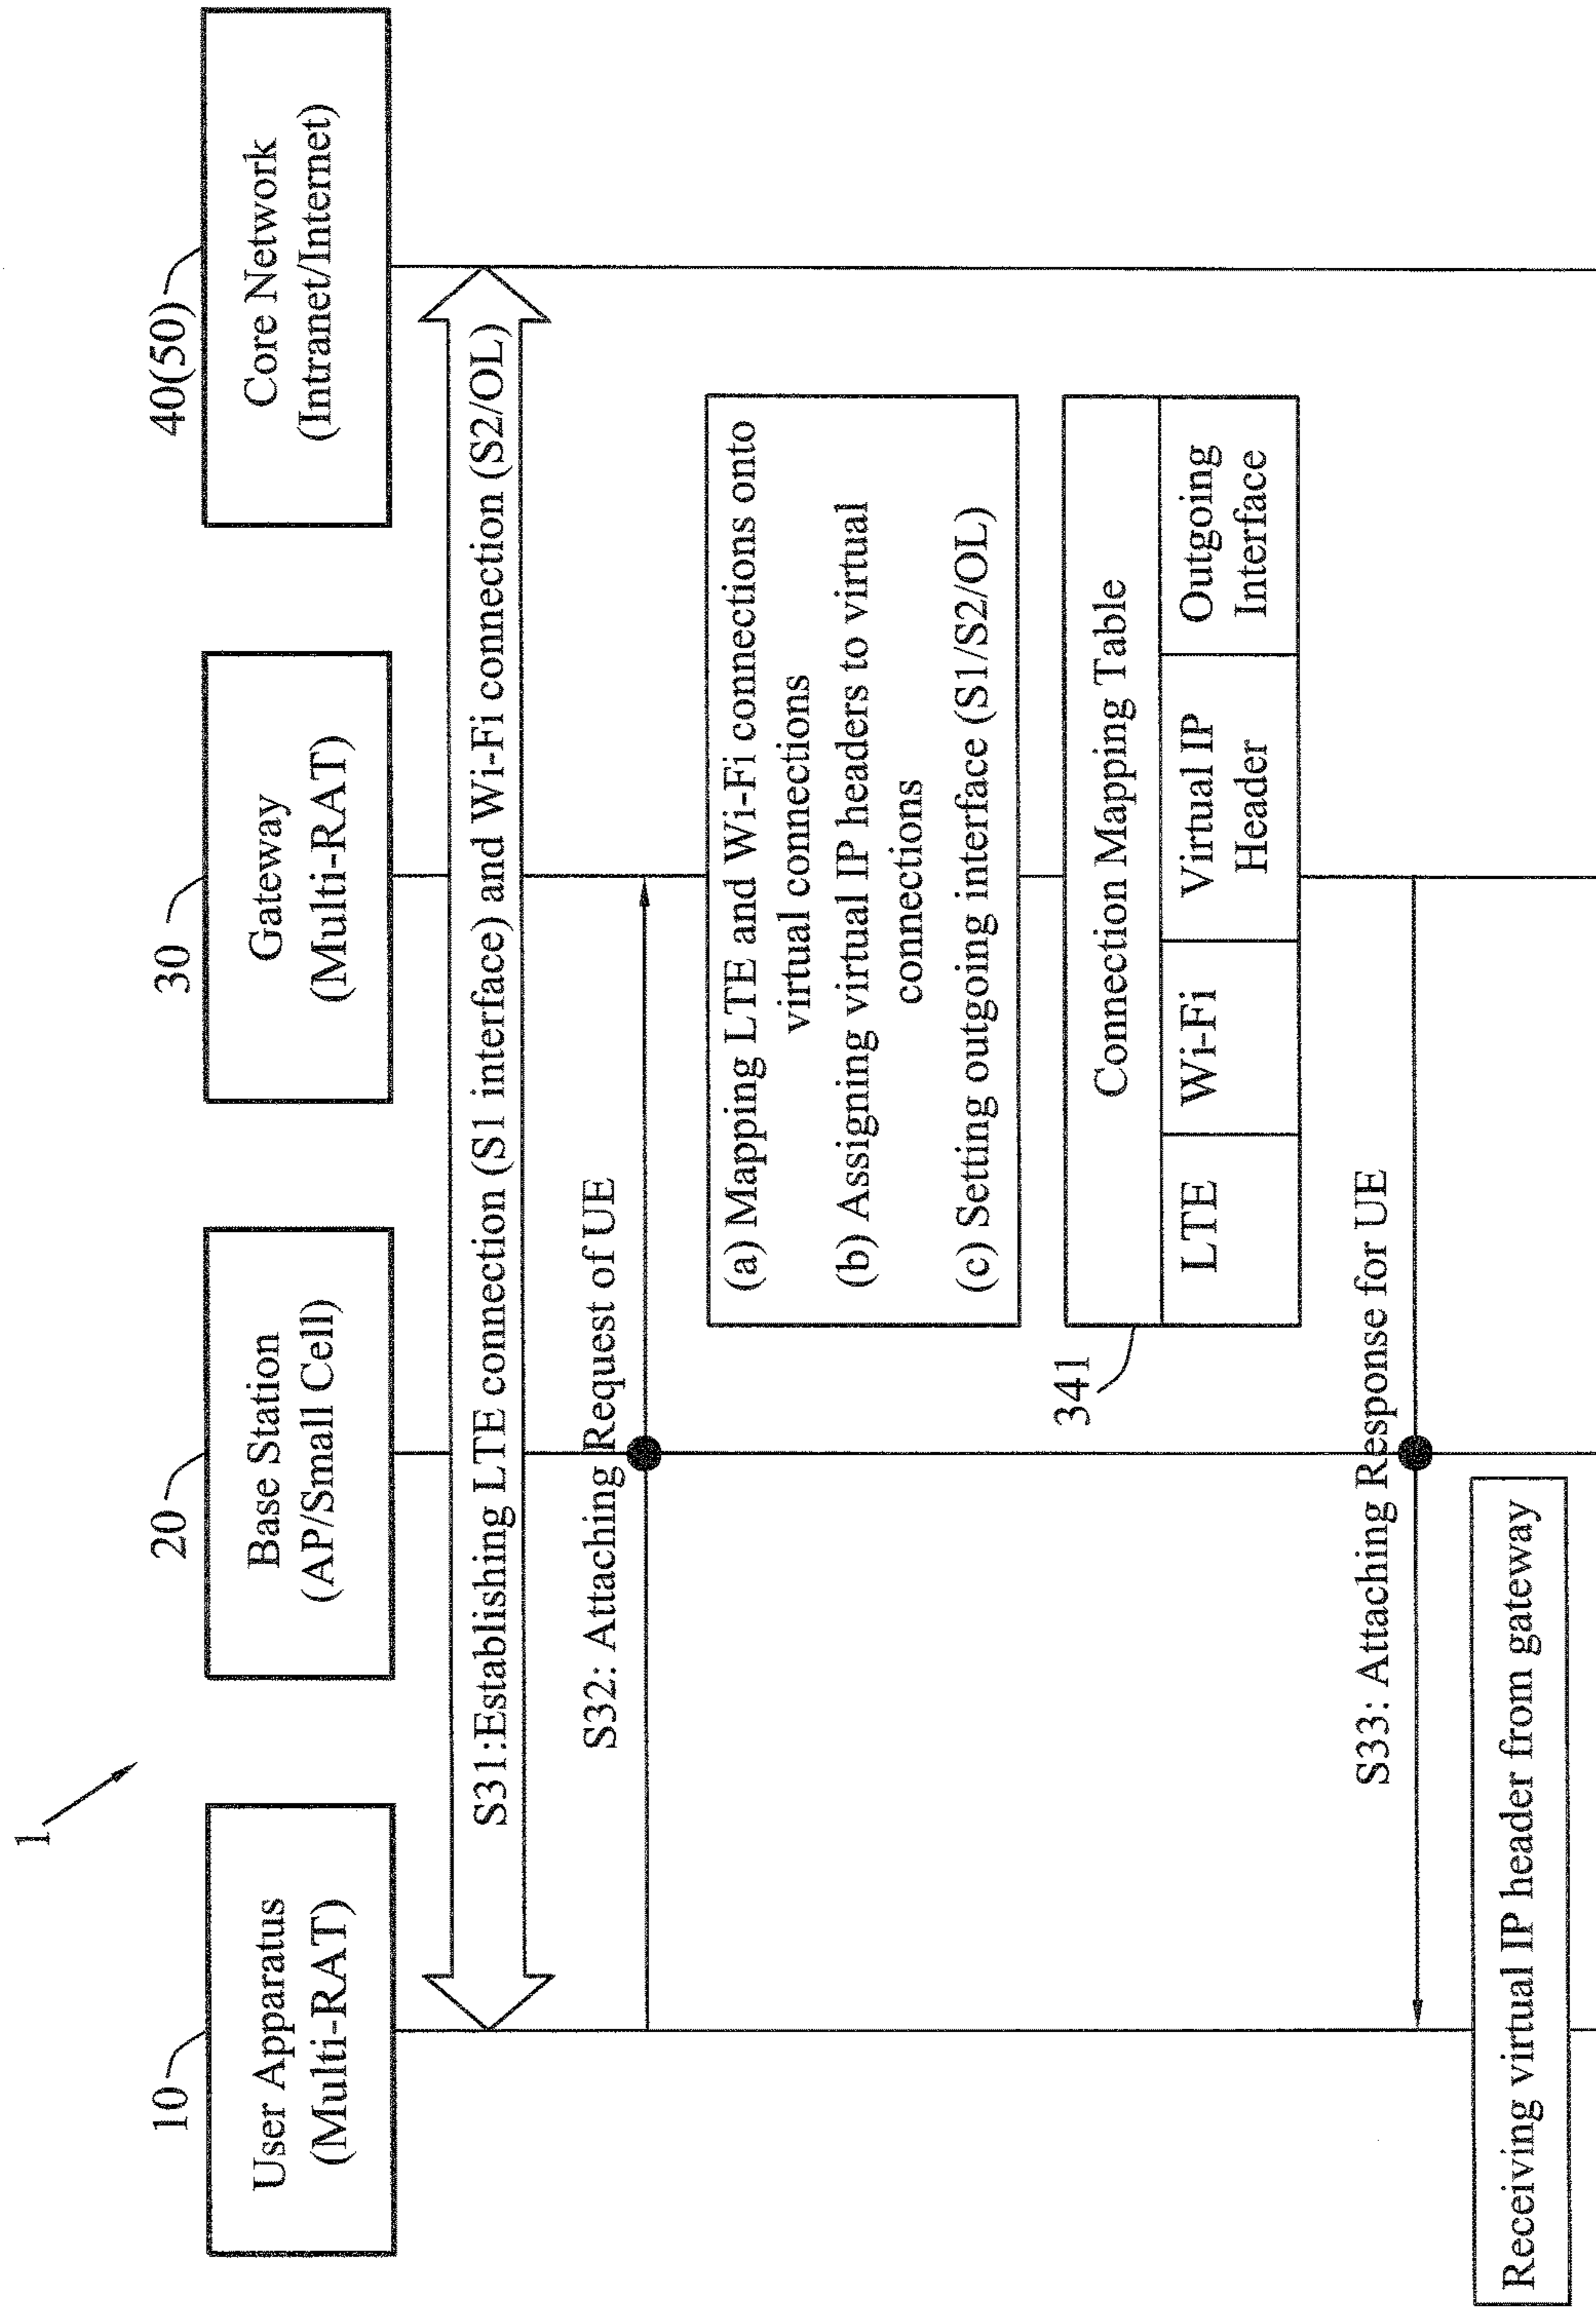 1
10
User Apparatus
(Multi-RAT)
20
Base Station
(AP/Small Cell)
30
Gateway
(Multi-RAT)
40(50)
Core Network
(Intranet/Internet)
S31:Establishing LTE connection (S1 interface) and Wi-Fi connection (S2/OL)
S32: Attaching Request of UE
(a) Mapping LTE and Wi-Fi connections onto
virtual connections
(b) Assigning virtual IP headers to virtual
connections
(c) Setting outgoing interface (S1/S2/OL)
341
Connection Mapping Table
LTE
Wi-Fi
Virtual IP
Header
Outgoing
Interface
S33: Attaching Response for UE
Receiving virtual IP header from gateway